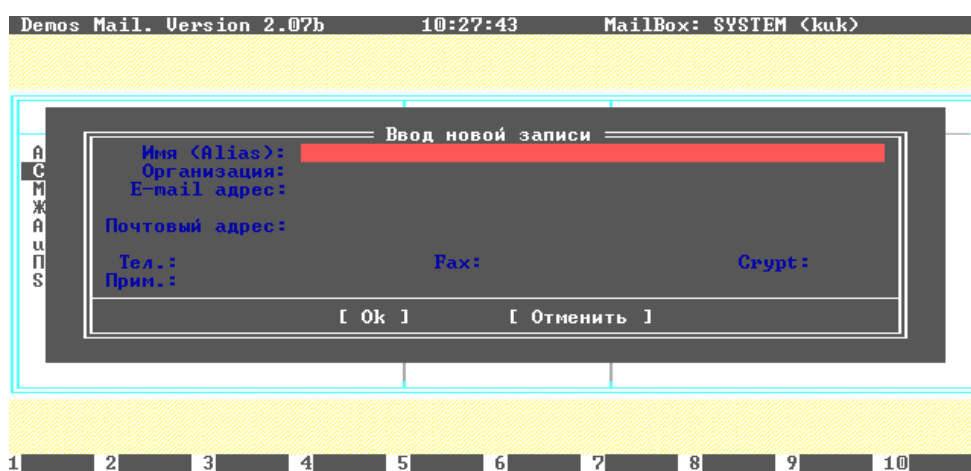 Demos Mail. Version 2.07b 10:27:43 MailBox: SYSTEM (kuk)
Ввод новой записи
А Имя (Alias):
С Организация:
М E-mail адрес:
Ж
А Почтовый адрес:
и
П Тел.: Fax: Crypt:
S Прим.:
[ Ok ] [ Отменить ]
1 2 3 4 5 6 7 8 9 10